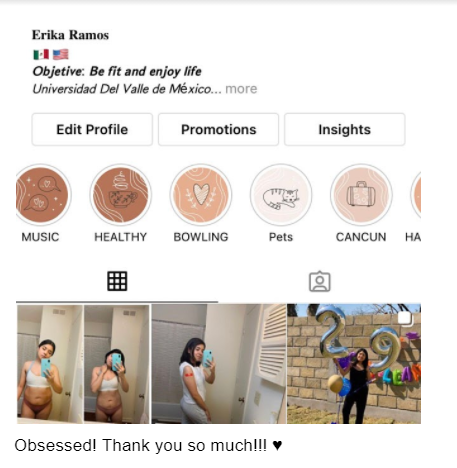 Erika Ramos
🇲🇽 🇺🇸
Objetive: Be fit and enjoy life
Universidad Del Valle de México... more
Edit Profile Promotions Insights
MUSIC HEALTHY BOWLING Pets CANCUN HA
29
Obsessed! Thank you so much!!! ♥